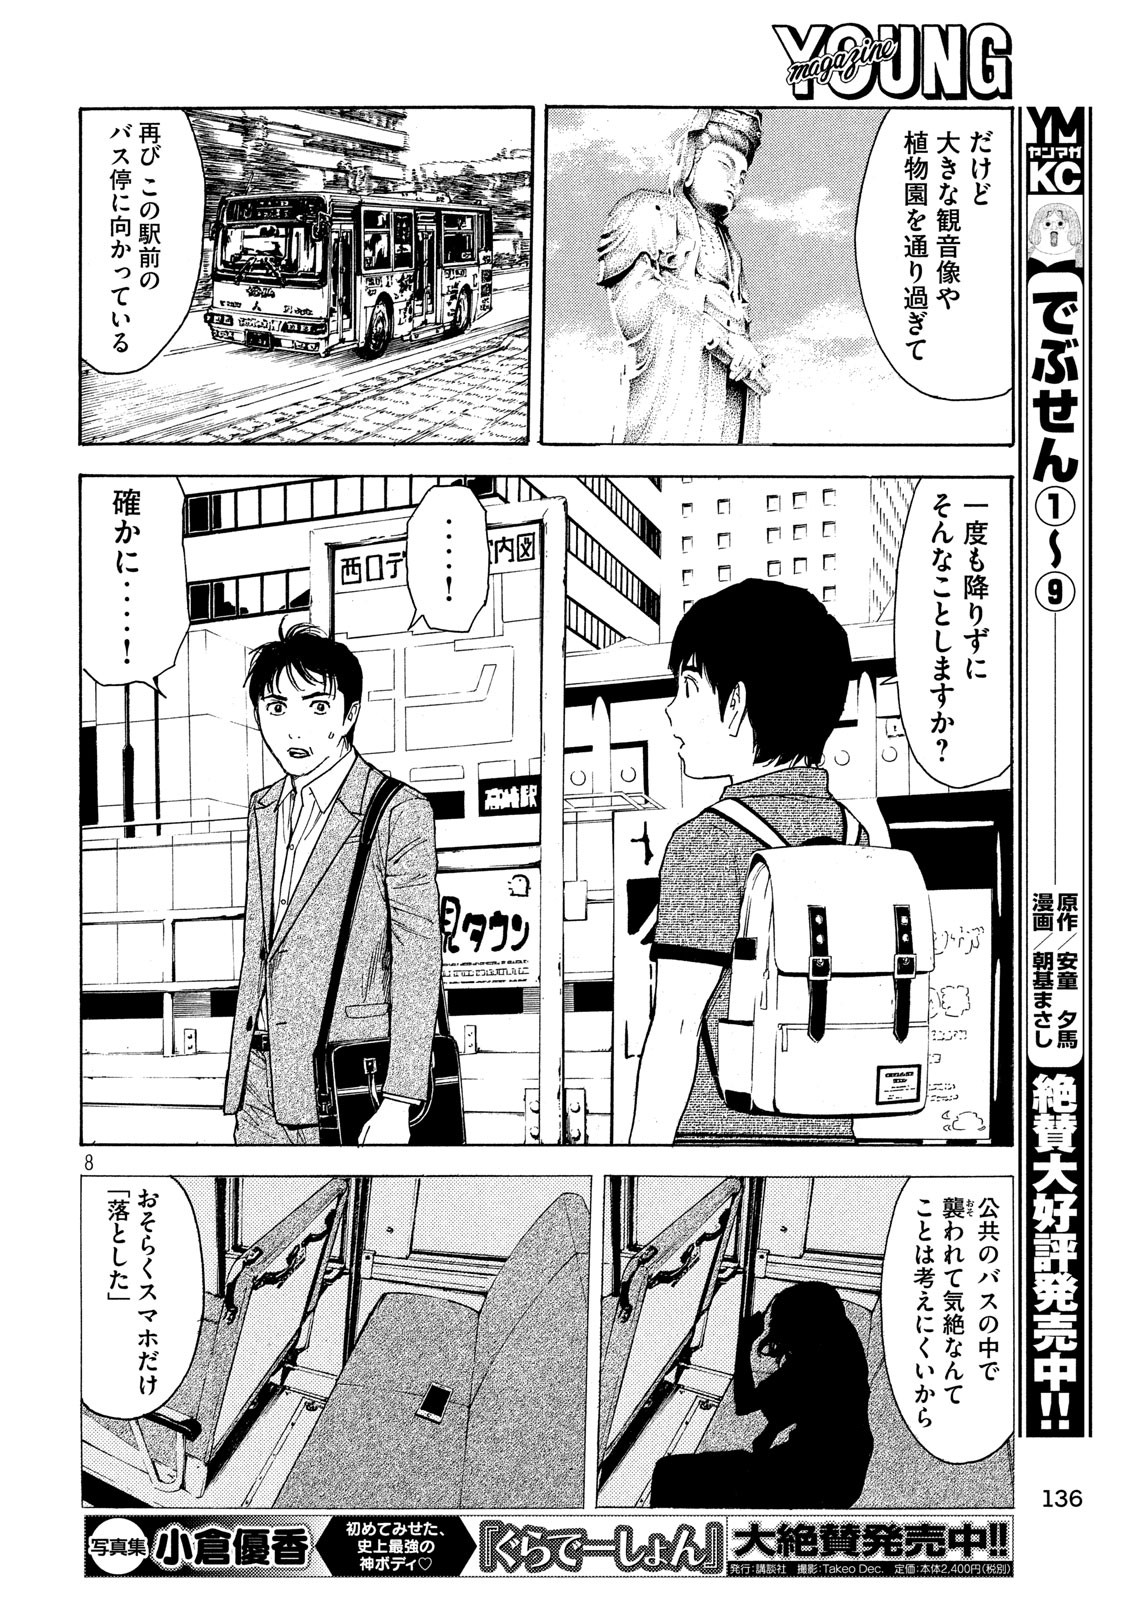 YOUNG
magazine
だけど
大きな観音像や
植物園を通り過ぎて
再びこの駅前の
バス停に向かっている
一度も降りずに
そんなことしますか?
・・・・・!
確かに・・・・・!
西口デ
案内図
高崎駅
見タウン
8
公共のバスの中で
襲われて気絶なんて
おそ
ことは考えにくいから
おそらくスマホだけ
「落とした」
YM
ヤンマガ
KC
でぶせん①〜⑨
原作／安童 夕馬
漫画／朝基まさし
絶賛大好評発売中!!
136
写真集
小倉優香
初めてみせた、
史上最強の
神ボディ♡
『ぐらでーしょん』
大絶賛発売中!!
発行:講談社 撮影:Takeo Dec. 定価:本体2,400円(税別)